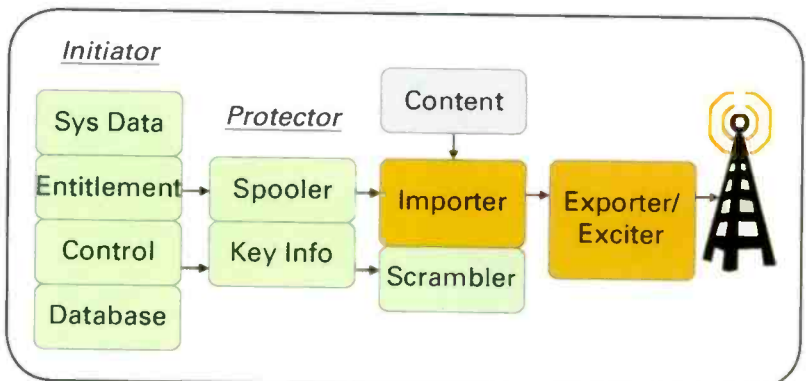 Initiator
Sys Data
Entitlement
Control
Database
Protector
Spooler
Key Info
Content
Importer
Scrambler
Exporter/
Exciter